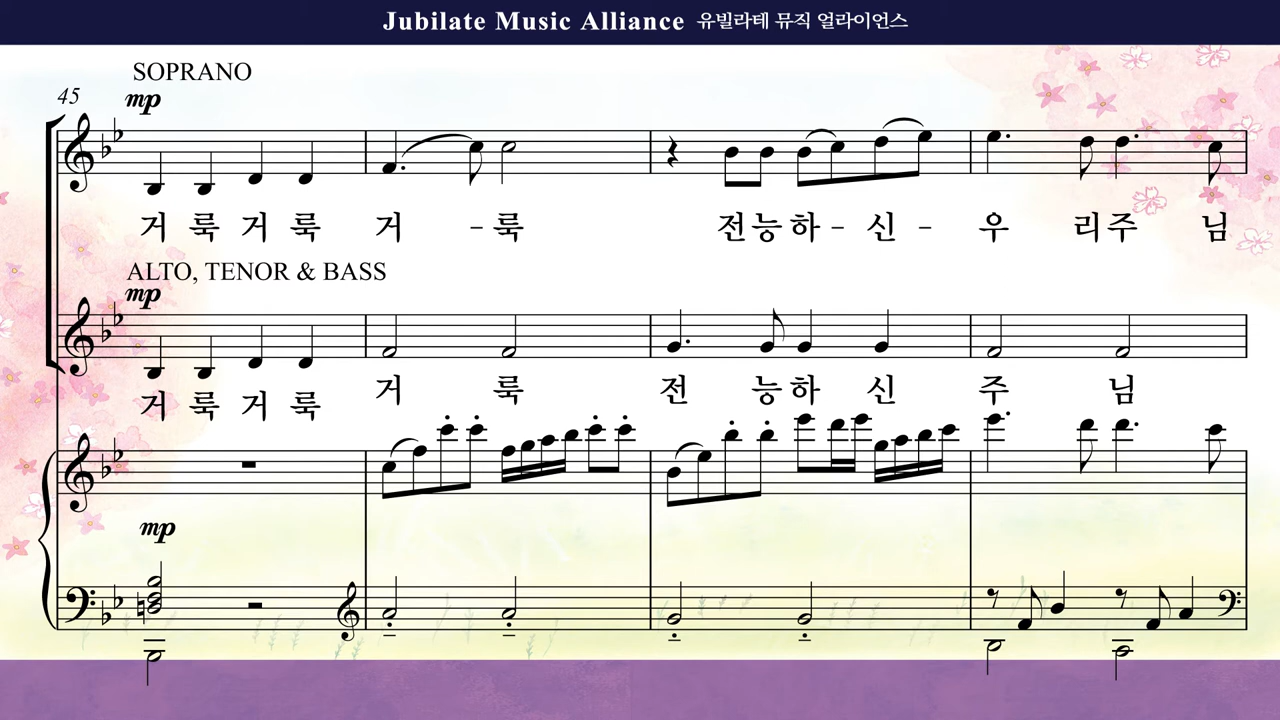 Jubilate Music Alliance 유빌라테 뮤직 얼라이언스
SOPRANO
45
mp
거 룩 거 룩 거 - 룩 전 능 하 - 신 - 우 리 주 님
ALTO, TENOR & BASS
mp
거 룩 거 룩 거 룩 전 능 하 신 주 님
mp